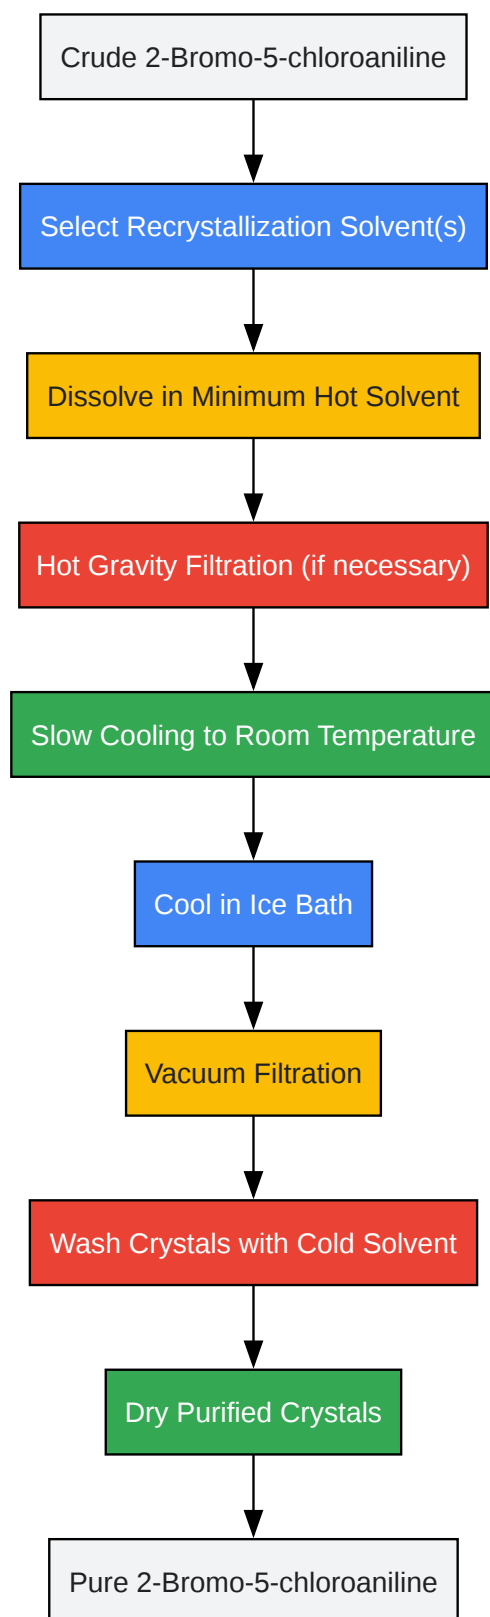 Crude 2-Bromo-5-chloroaniline
Select Recrystallization Solvent(s)
Dissolve in Minimum Hot Solvent
Hot Gravity Filtration (if necessary)
Slow Cooling to Room Temperature
Cool in Ice Bath
Vacuum Filtration
Wash Crystals with Cold Solvent
Dry Purified Crystals
Pure 2-Bromo-5-chloroaniline